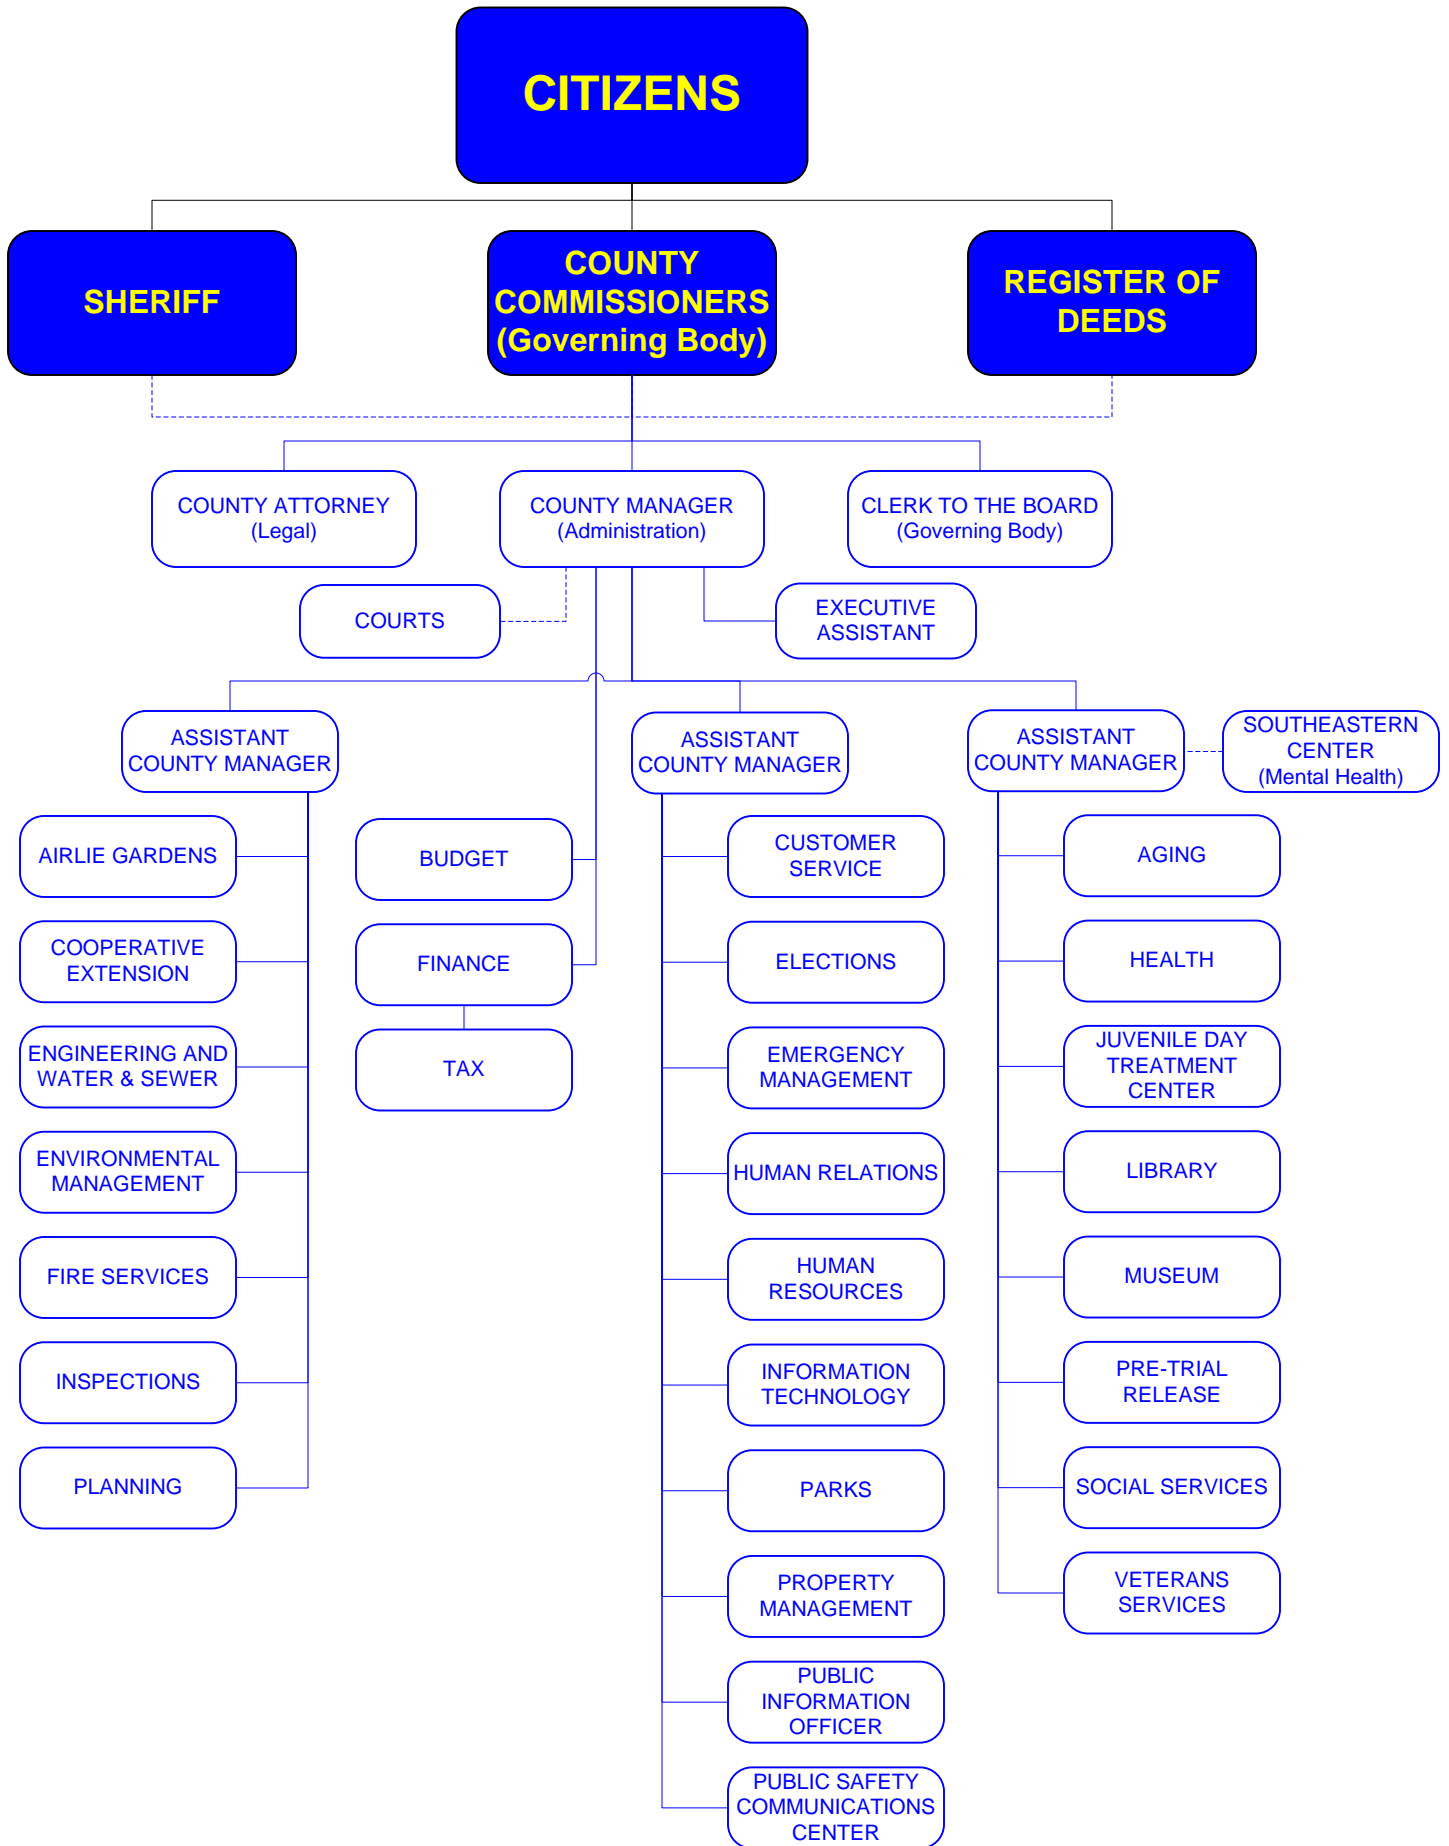 CITIZENS
SHERIFF
COUNTY
COMMISSIONERS
(Governing Body)
REGISTER OF
DEEDS
COUNTY ATTORNEY
(Legal)
COUNTY MANAGER
(Administration)
CLERK TO THE BOARD
(Governing Body)
COURTS
EXECUTIVE
ASSISTANT
ASSISTANT
COUNTY MANAGER
ASSISTANT
COUNTY MANAGER
ASSISTANT
COUNTY MANAGER
SOUTHEASTERN
CENTER
(Mental Health)
AIRLIE GARDENS
COOPERATIVE
EXTENSION
ENGINEERING AND
WATER & SEWER
ENVIRONMENTAL
MANAGEMENT
FIRE SERVICES
INSPECTIONS
PLANNING
BUDGET
FINANCE
TAX
CUSTOMER
SERVICE
ELECTIONS
EMERGENCY
MANAGEMENT
HUMAN RELATIONS
HUMAN
RESOURCES
INFORMATION
TECHNOLOGY
PARKS
PROPERTY
MANAGEMENT
PUBLIC
INFORMATION
OFFICER
PUBLIC SAFETY
COMMUNICATIONS
CENTER
AGING
HEALTH
JUVENILE DAY
TREATMENT
CENTER
LIBRARY
MUSEUM
PRE-TRIAL
RELEASE
SOCIAL SERVICES
VETERANS
SERVICES